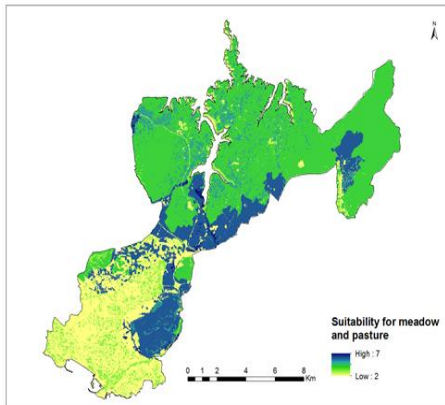 N
Suitability for meadow
and pasture
High : 7
Low : 2
0 1 2 4 6 8
Km